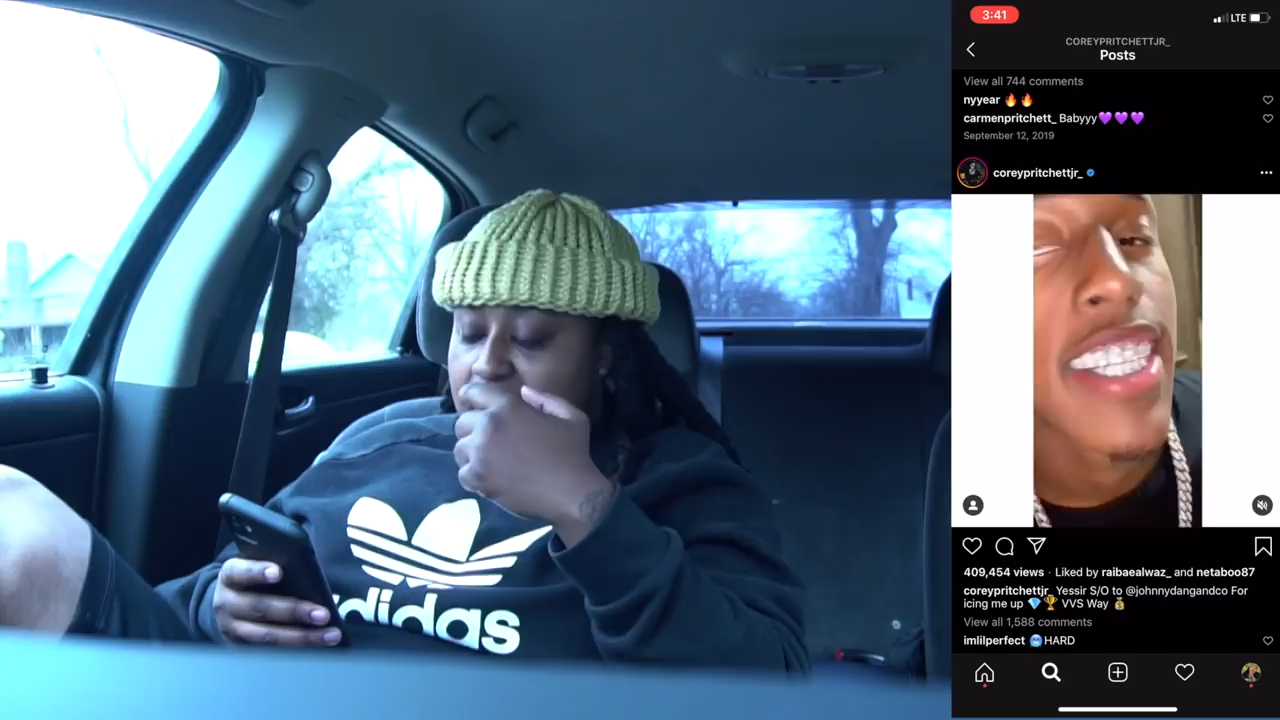 adidas
3:41
LTE
COREYPRITCHETTJR_
Posts
View all 744 comments
nyyear 🔥🔥
carmenpritchett_ Babyyy💜💜💜
September 12, 2019
coreypritchettjr_
409,454 views · Liked by raibaealwaz_ and netaboo87
coreypritchettjr_ Yessir S/O to @johnnydangandco For
icing me up 💎🏆 VVS Way 💰
View all 1,588 comments
imlilperfect 🥶HARD